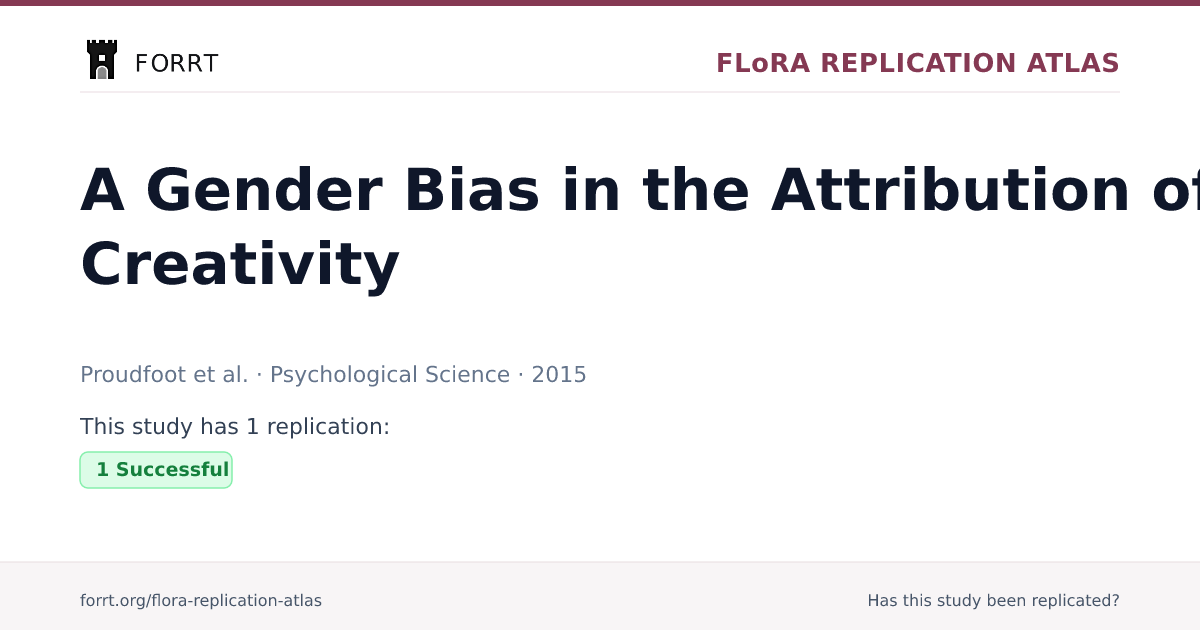 FORRT
FLoRA REPLICATION ATLAS
A Gender Bias in the Attribution of
Creativity
Proudfoot et al. · Psychological Science · 2015
This study has 1 replication:
1 Successful
forrt.org/flora-replication-atlas
Has this study been replicated?